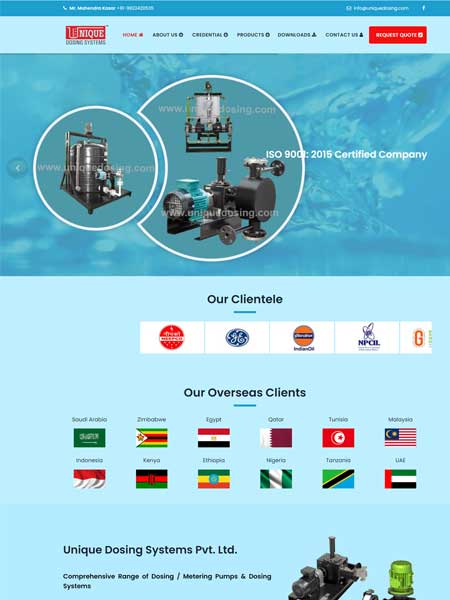 Mr. Mahendra Kasar +91-9822420535
info@uniquedosing.com
UNIQUE
DOSING SYSTEMS
HOME
ABOUT US
CREDENTIAL
PRODUCTS
DOWNLOADS
CONTACT US
REQUEST QUOTE
www.uniquedosing.com
www.uniquedosing.com
www.uniquedosing.com
ISO 9001: 2015 Certified Company
Our Clientele
NEEPCO
IndianOil
NPCIL
Our Overseas Clients
Saudi Arabia Zimbabwe Egypt Qatar Tunisia Malaysia
Indonesia Kenya Ethiopia Nigeria Tanzania UAE
Unique Dosing Systems Pvt. Ltd.
Comprehensive Range of Dosing / Metering Pumps & Dosing
Systems